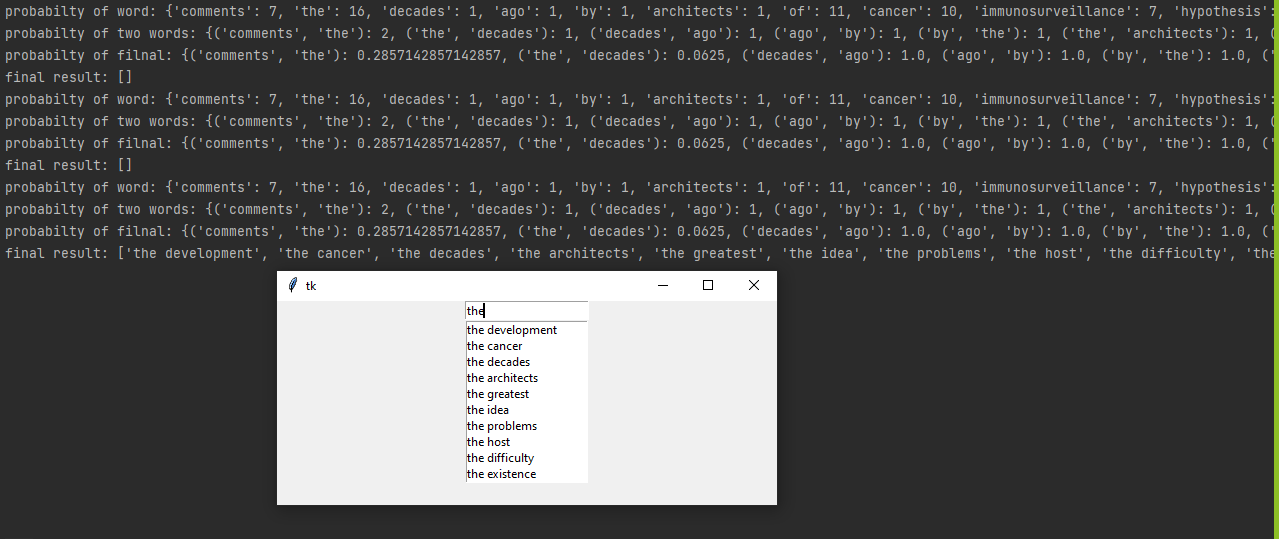 probabilty of word: {'comments': 7, 'the': 16, 'decades': 1, 'ago': 1, 'by': 1, 'architects': 1, 'of': 11, 'cancer': 10, 'immunosurveillance': 7, 'hypothesis':
probabilty of two words: {('comments', 'the'): 2, ('the', 'decades'): 1, ('decades', 'ago'): 1, ('ago', 'by'): 1, ('by', 'the'): 1, ('the', 'architects'): 1, (
probabilty of filnal: {('comments', 'the'): 0.2857142857142857, ('the', 'decades'): 0.0625, ('decades', 'ago'): 1.0, ('ago', 'by'): 1.0, ('by', 'the'): 1.0, ('
final result: []
probabilty of word: {'comments': 7, 'the': 16, 'decades': 1, 'ago': 1, 'by': 1, 'architects': 1, 'of': 11, 'cancer': 10, 'immunosurveillance': 7, 'hypothesis':
probabilty of two words: {('comments', 'the'): 2, ('the', 'decades'): 1, ('decades', 'ago'): 1, ('ago', 'by'): 1, ('by', 'the'): 1, ('the', 'architects'): 1, (
probabilty of filnal: {('comments', 'the'): 0.2857142857142857, ('the', 'decades'): 0.0625, ('decades', 'ago'): 1.0, ('ago', 'by'): 1.0, ('by', 'the'): 1.0, ('
final result: []
probabilty of word: {'comments': 7, 'the': 16, 'decades': 1, 'ago': 1, 'by': 1, 'architects': 1, 'of': 11, 'cancer': 10, 'immunosurveillance': 7, 'hypothesis':
probabilty of two words: {('comments', 'the'): 2, ('the', 'decades'): 1, ('decades', 'ago'): 1, ('ago', 'by'): 1, ('by', 'the'): 1, ('the', 'architects'): 1, (
probabilty of filnal: {('comments', 'the'): 0.2857142857142857, ('the', 'decades'): 0.0625, ('decades', 'ago'): 1.0, ('ago', 'by'): 1.0, ('by', 'the'): 1.0, ('
final result: ['the development', 'the cancer', 'the decades', 'the architects', 'the greatest', 'the idea', 'the problems', 'the host', 'the difficulty', 'the
tk
the
the development
the cancer
the decades
the architects
the greatest
the idea
the problems
the host
the difficulty
the existence